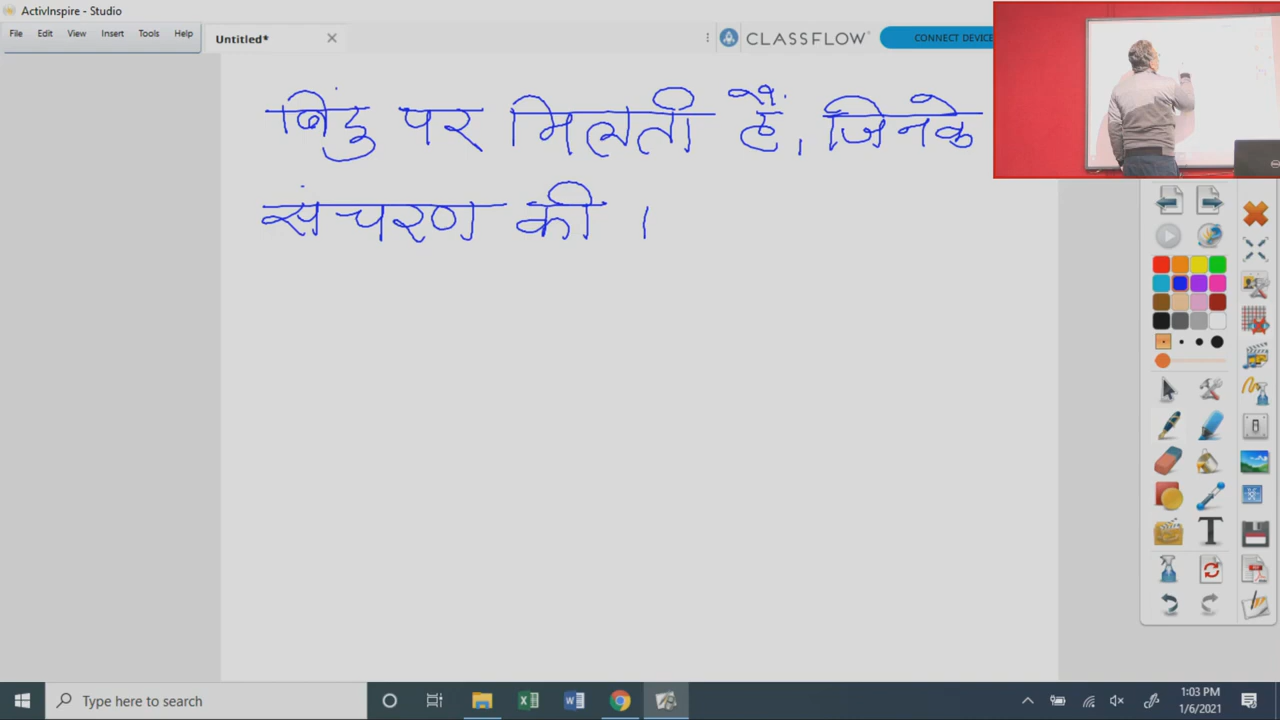 ActivInspire - Studio
File Edit View Insert Tools Help
Untitled*
CLASSFLOW
CONNECT DEVICE
बिंदु पर मिलती हैं, जिनके
संचरण की
Type here to search
1:03 PM
1/6/2021